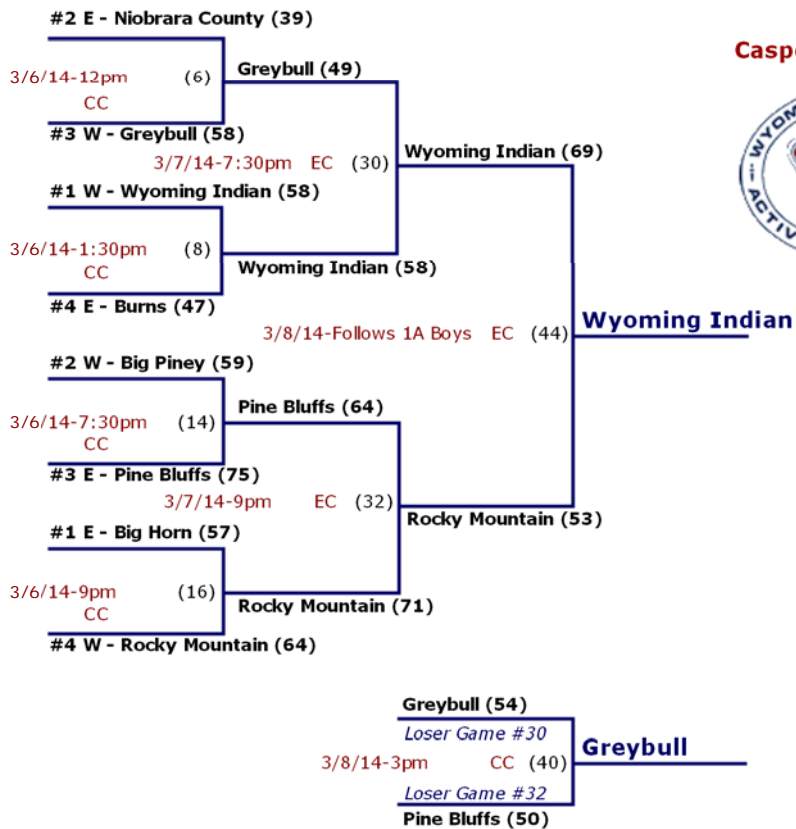 #2 E - Niobrara County (39)
Casp
3/6/14-12pm (6) Greybull (49)
CC
#3 W - Greybull (58)
3/7/14-7:30pm EC (30) Wyoming Indian (69)
#1 W - Wyoming Indian (58)
3/6/14-1:30pm (8)
CC Wyoming Indian (58)
#4 E - Burns (47)
3/8/14-Follows 1A Boys EC (44) Wyoming Indian
#2 W - Big Piney (59)
3/6/14-7:30pm (14) Pine Bluffs (64)
CC
#3 E - Pine Bluffs (75)
3/7/14-9pm EC (32) Rocky Mountain (53)
#1 E - Big Horn (57)
3/6/14-9pm (16) Rocky Mountain (71)
CC
#4 W - Rocky Mountain (64)
Greybull (54)
Loser Game #30
3/8/14-3pm CC (40) Greybull
Loser Game #32
Pine Bluffs (50)